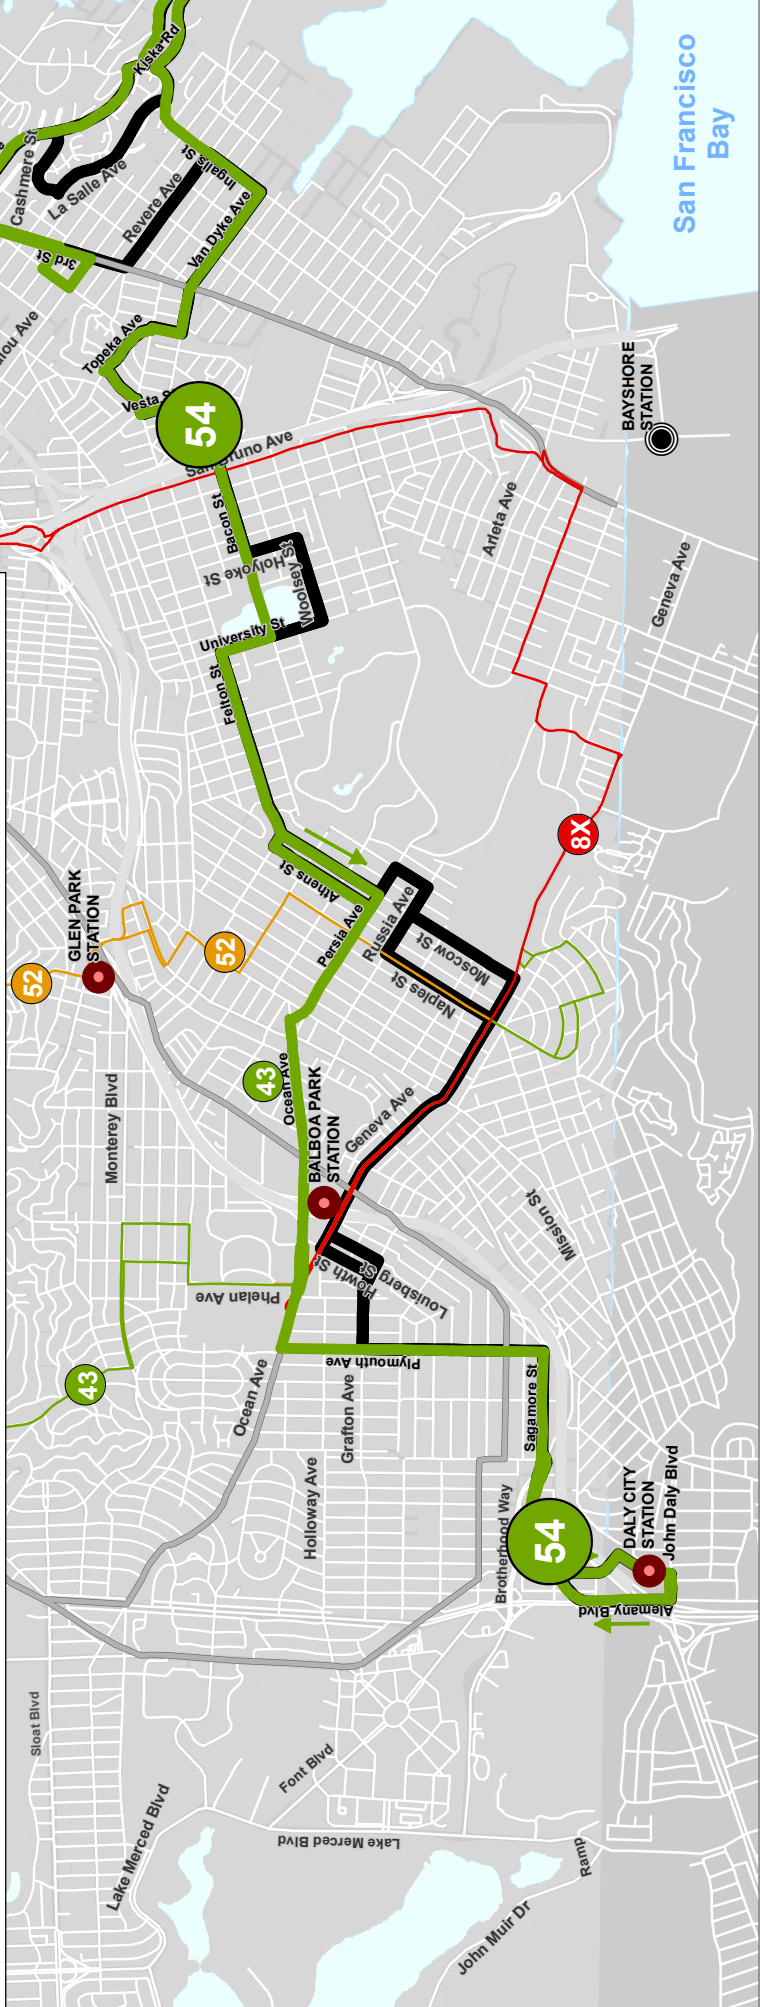 Kiska Rd
Cashmere St
La Salle Ave
Ingalls St
Revere Ave
Van Dyke Ave
3rd St
San Francisco
Bay
Topeka Ave
54
BAYSHORE
STATION
San Bruno Ave
Bacon St
Arleta Ave
Holyoke St
Woolsey St
Geneva Ave
University St
Felton St
8X
Athens St
GLEN PARK
STATION
52
52
Persia Ave
Russia Ave
Moscow St
Naples St
43
Ocean Ave
Monterey Blvd
BALBOA PARK
STATION
Geneva Ave
Mission St
Howth St
Louisberg
St
Phelan Ave
Plymouth Ave
43
Ocean Ave
Grafton Ave
Sagamore St
Holloway Ave
Brotherhood Way
54
DALY CITY
STATION
John Daly Blvd
Alemany Blvd
Sloat Blvd
Font Blvd
Lake Merced Blvd
Lake Merced Blvd
Ramp
John Muir Dr